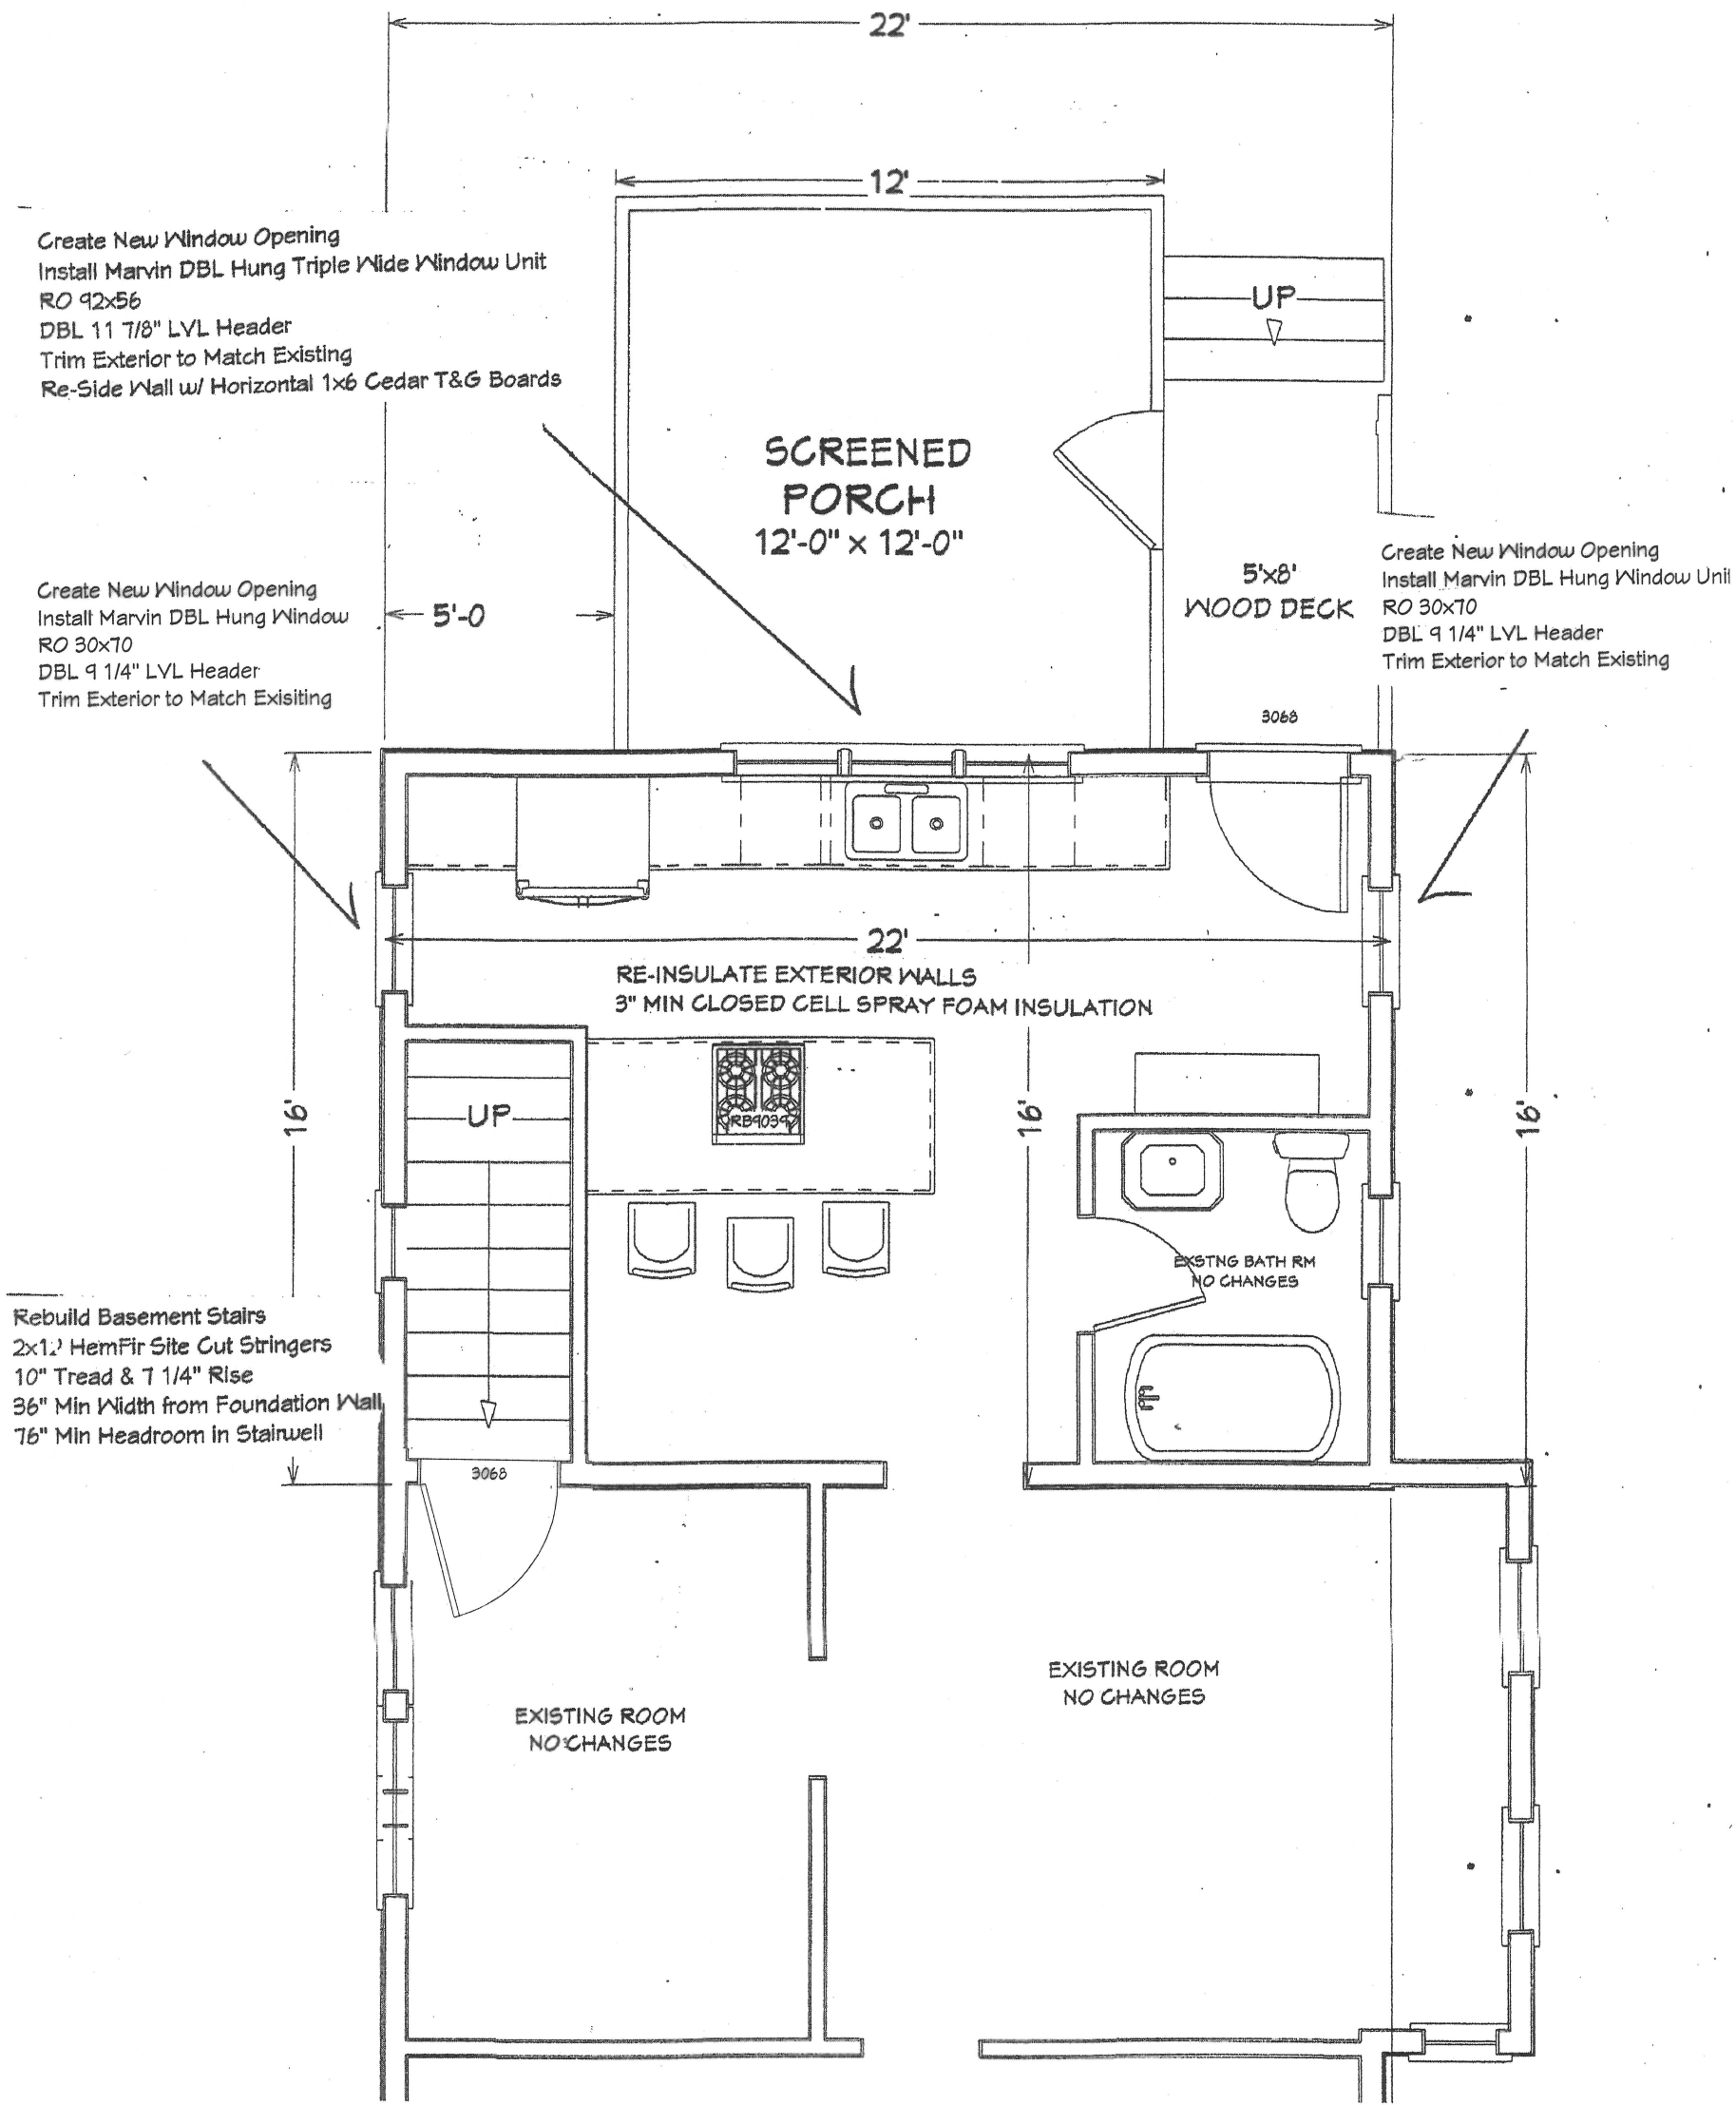 22'
12'
Create New Window Opening
Install Marvin DBL Hung Triple Wide Window Unit
RO 92x56
DBL 11 7/8" LVL Header
Trim Exterior to Match Existing
Re-Side Wall w/ Horizontal 1x6 Cedar T&G Boards
UP
SCREENED
PORCH
12'-0" x 12'-0"
5'x8'
WOOD DECK
Create New Window Opening
Install Marvin DBL Hung Window Unit
RO 30x70
DBL 9 1/4" LVL Header
Trim Exterior to Match Existing
Create New Window Opening
Install Marvin DBL Hung Window
RO 30x70
DBL 9 1/4" LVL Header
Trim Exterior to Match Exisiting
5'-0
3068
22'
RE-INSULATE EXTERIOR WALLS
3" MIN CLOSED CELL SPRAY FOAM INSULATION
16'
UP
RB9039
16'
16'
EXSTNG BATH RM
NO CHANGES
Rebuild Basement Stairs
HemFir Site Cut Stringers
10" Tread & 7 1/4" Rise
36" Min Width from Foundation Wall
76" Min Headroom in Stairwell
3068
EXISTING ROOM
NO CHANGES
EXISTING ROOM
NO CHANGES